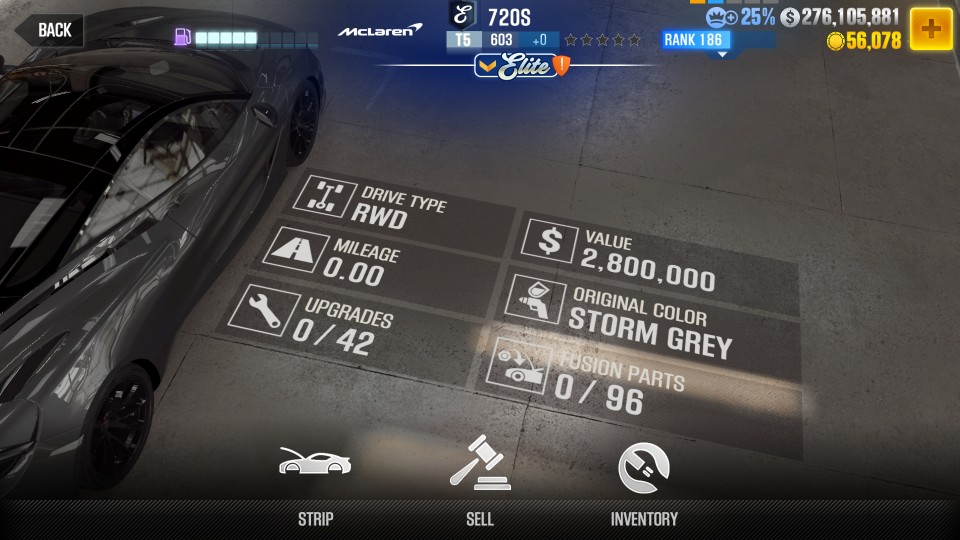 BACK
McLaren
E
720S
T5 603 +0
Elite
25%
$ 276,105,881
RANK 186
56,078
DRIVE TYPE
RWD
MILEAGE
0.00
UPGRADES
0 / 42
$
VALUE
2,800,000
ORIGINAL COLOR
STORM GREY
FUSION PARTS
0 / 96
STRIP
SELL
INVENTORY